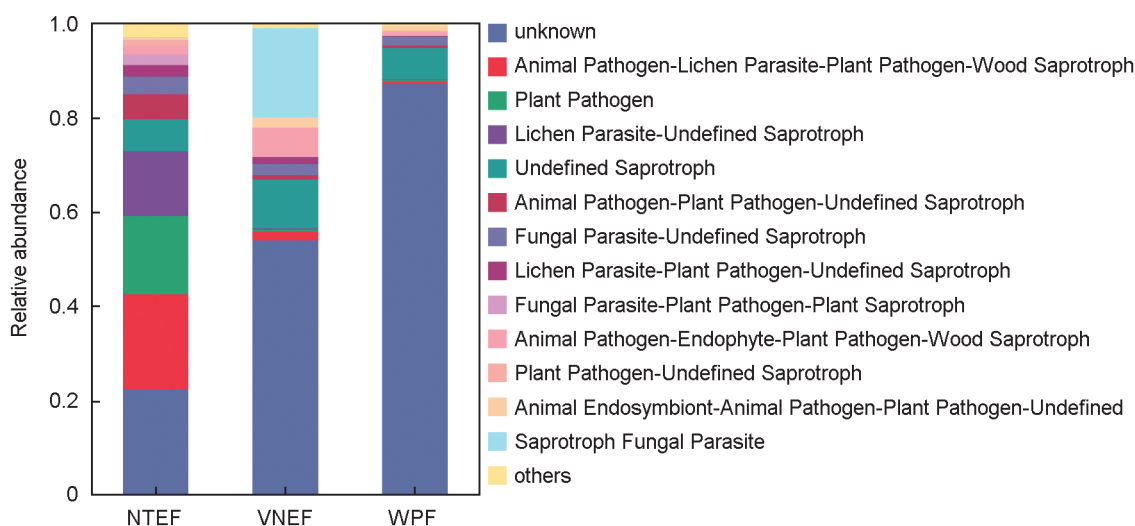 1.0
0.8
0.6
0.4
0.2
0
Relative abundance
NTEF
VNEF
WPF
unknown
Animal Pathogen-Lichen Parasite-Plant Pathogen-Wood Saprotroph
Plant Pathogen
Lichen Parasite-Undefined Saprotroph
Undefined Saprotroph
Animal Pathogen-Plant Pathogen-Undefined Saprotroph
Fungal Parasite-Undefined Saprotroph
Lichen Parasite-Plant Pathogen-Undefined Saprotroph
Fungal Parasite-Plant Pathogen-Plant Saprotroph
Animal Pathogen-Endophyte-Plant Pathogen-Wood Saprotroph
Plant Pathogen-Undefined Saprotroph
Animal Endosymbiont-Animal Pathogen-Plant Pathogen-Undefined
Saprotroph Fungal Parasite
others